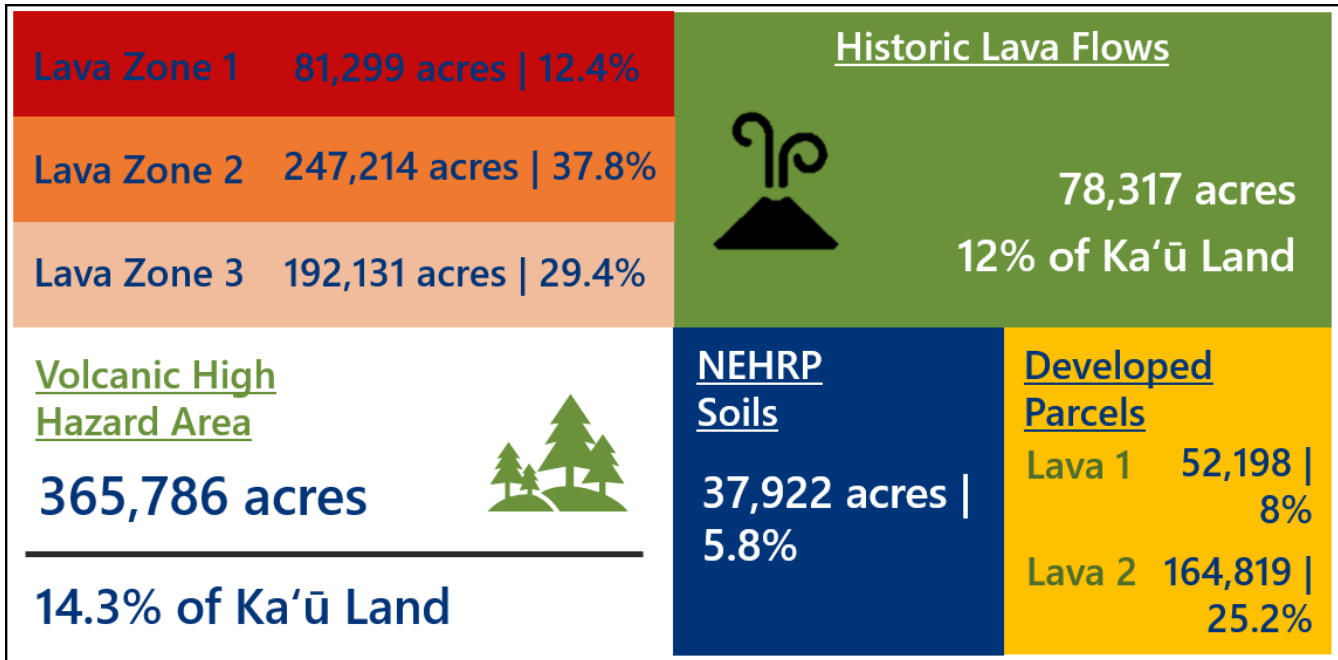 Lava Zone 1 81,299 acres | 12.4%
Lava Zone 2 247,214 acres | 37.8%
Lava Zone 3 192,131 acres | 29.4%
Historic Lava Flows
78,317 acres
12% of Kaʻū Land
Volcanic High
Hazard Area
365,786 acres
14.3% of Kaʻū Land
NEHRP
Soils
37,922 acres |
5.8%
Developed
Parcels
Lava 1 52,198 |
8%
Lava 2 164,819 |
25.2%